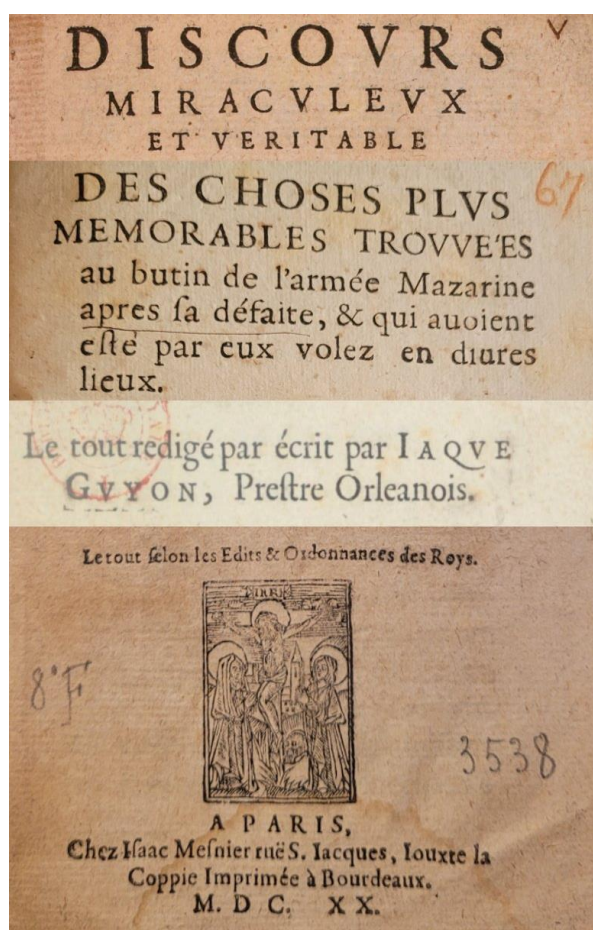 DISCOVRS
MIRACVLEVX
ET VERITABLE
DES CHOSES PLVS
67
MEMORABLES TROVVE'ES
au butin de l'armée Mazarine
apres ſa défaite, & qui auoient
eſté par eux volez en diures
lieux.
Le tout redigé par écrit par IAQVE
GVYON, Preſtre Orleanois.
Le tout ſelon les Edits & Ordonnances des Roys.
8° F
3538
A PARIS,
Chez Iſaac Meſnier ruë S. Iacques, Iouxte la
Coppie Imprimée à Bourdeaux.
M. D C. XX.